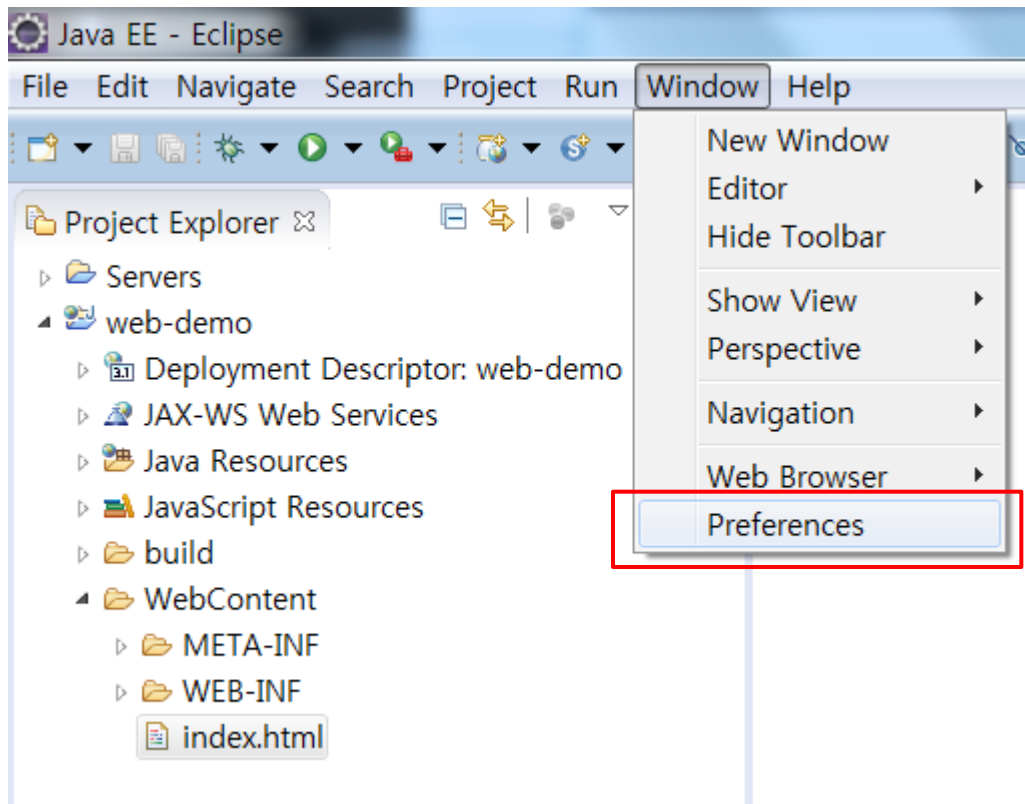 Java EE - Eclipse
File Edit Navigate Search Project Run Window Help
New Window
Editor
Hide Toolbar
Show View
Perspective
Navigation
Web Browser
Preferences
Project Explorer
Servers
web-demo
3.1 Deployment Descriptor: web-demo
JAX-WS Web Services
Java Resources
JavaScript Resources
build
WebContent
META-INF
WEB-INF
index.html